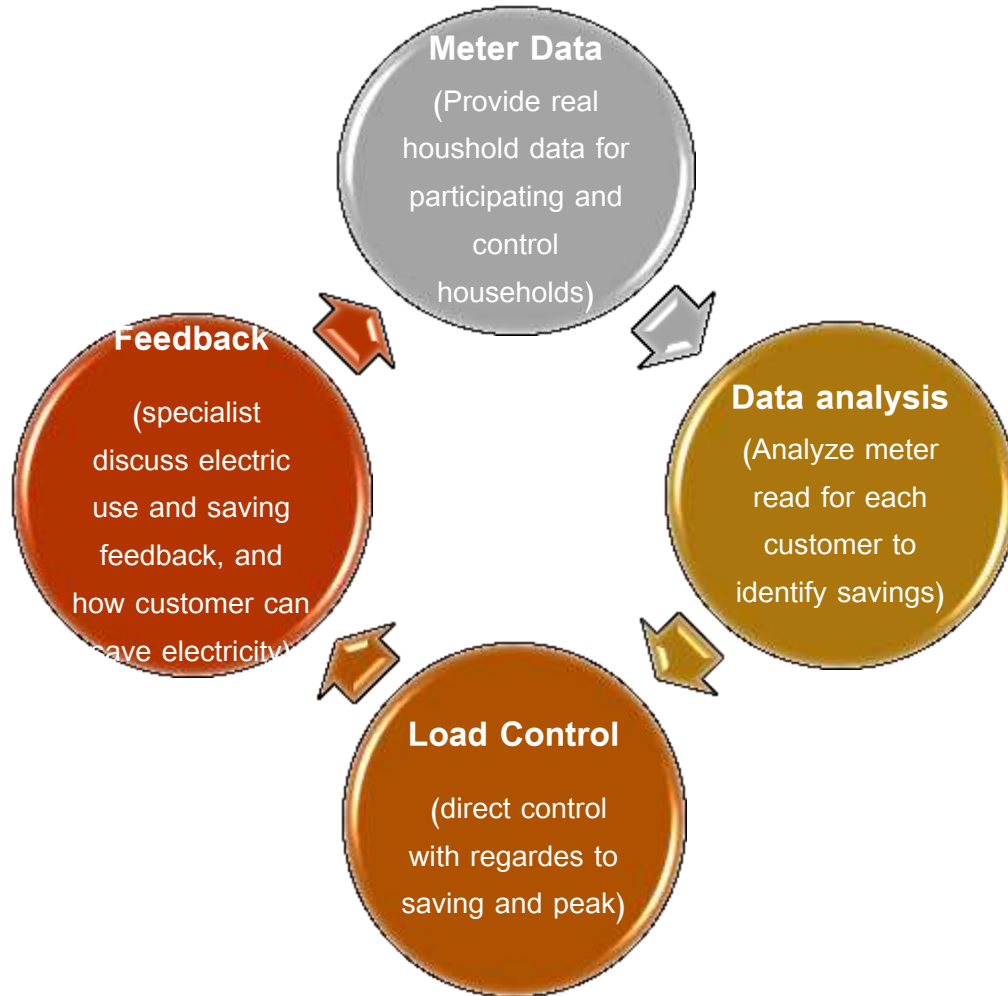 Meter Data
(Provide real
houshold data for
participating and
control
households)
Data analysis
(Analyze meter
read for each
customer to
identify savings)
Load Control
(direct control
with regardes to
saving and peak)
Feedback
(specialist
discuss electric
use and saving
feedback, and
how customer can
save electricity)